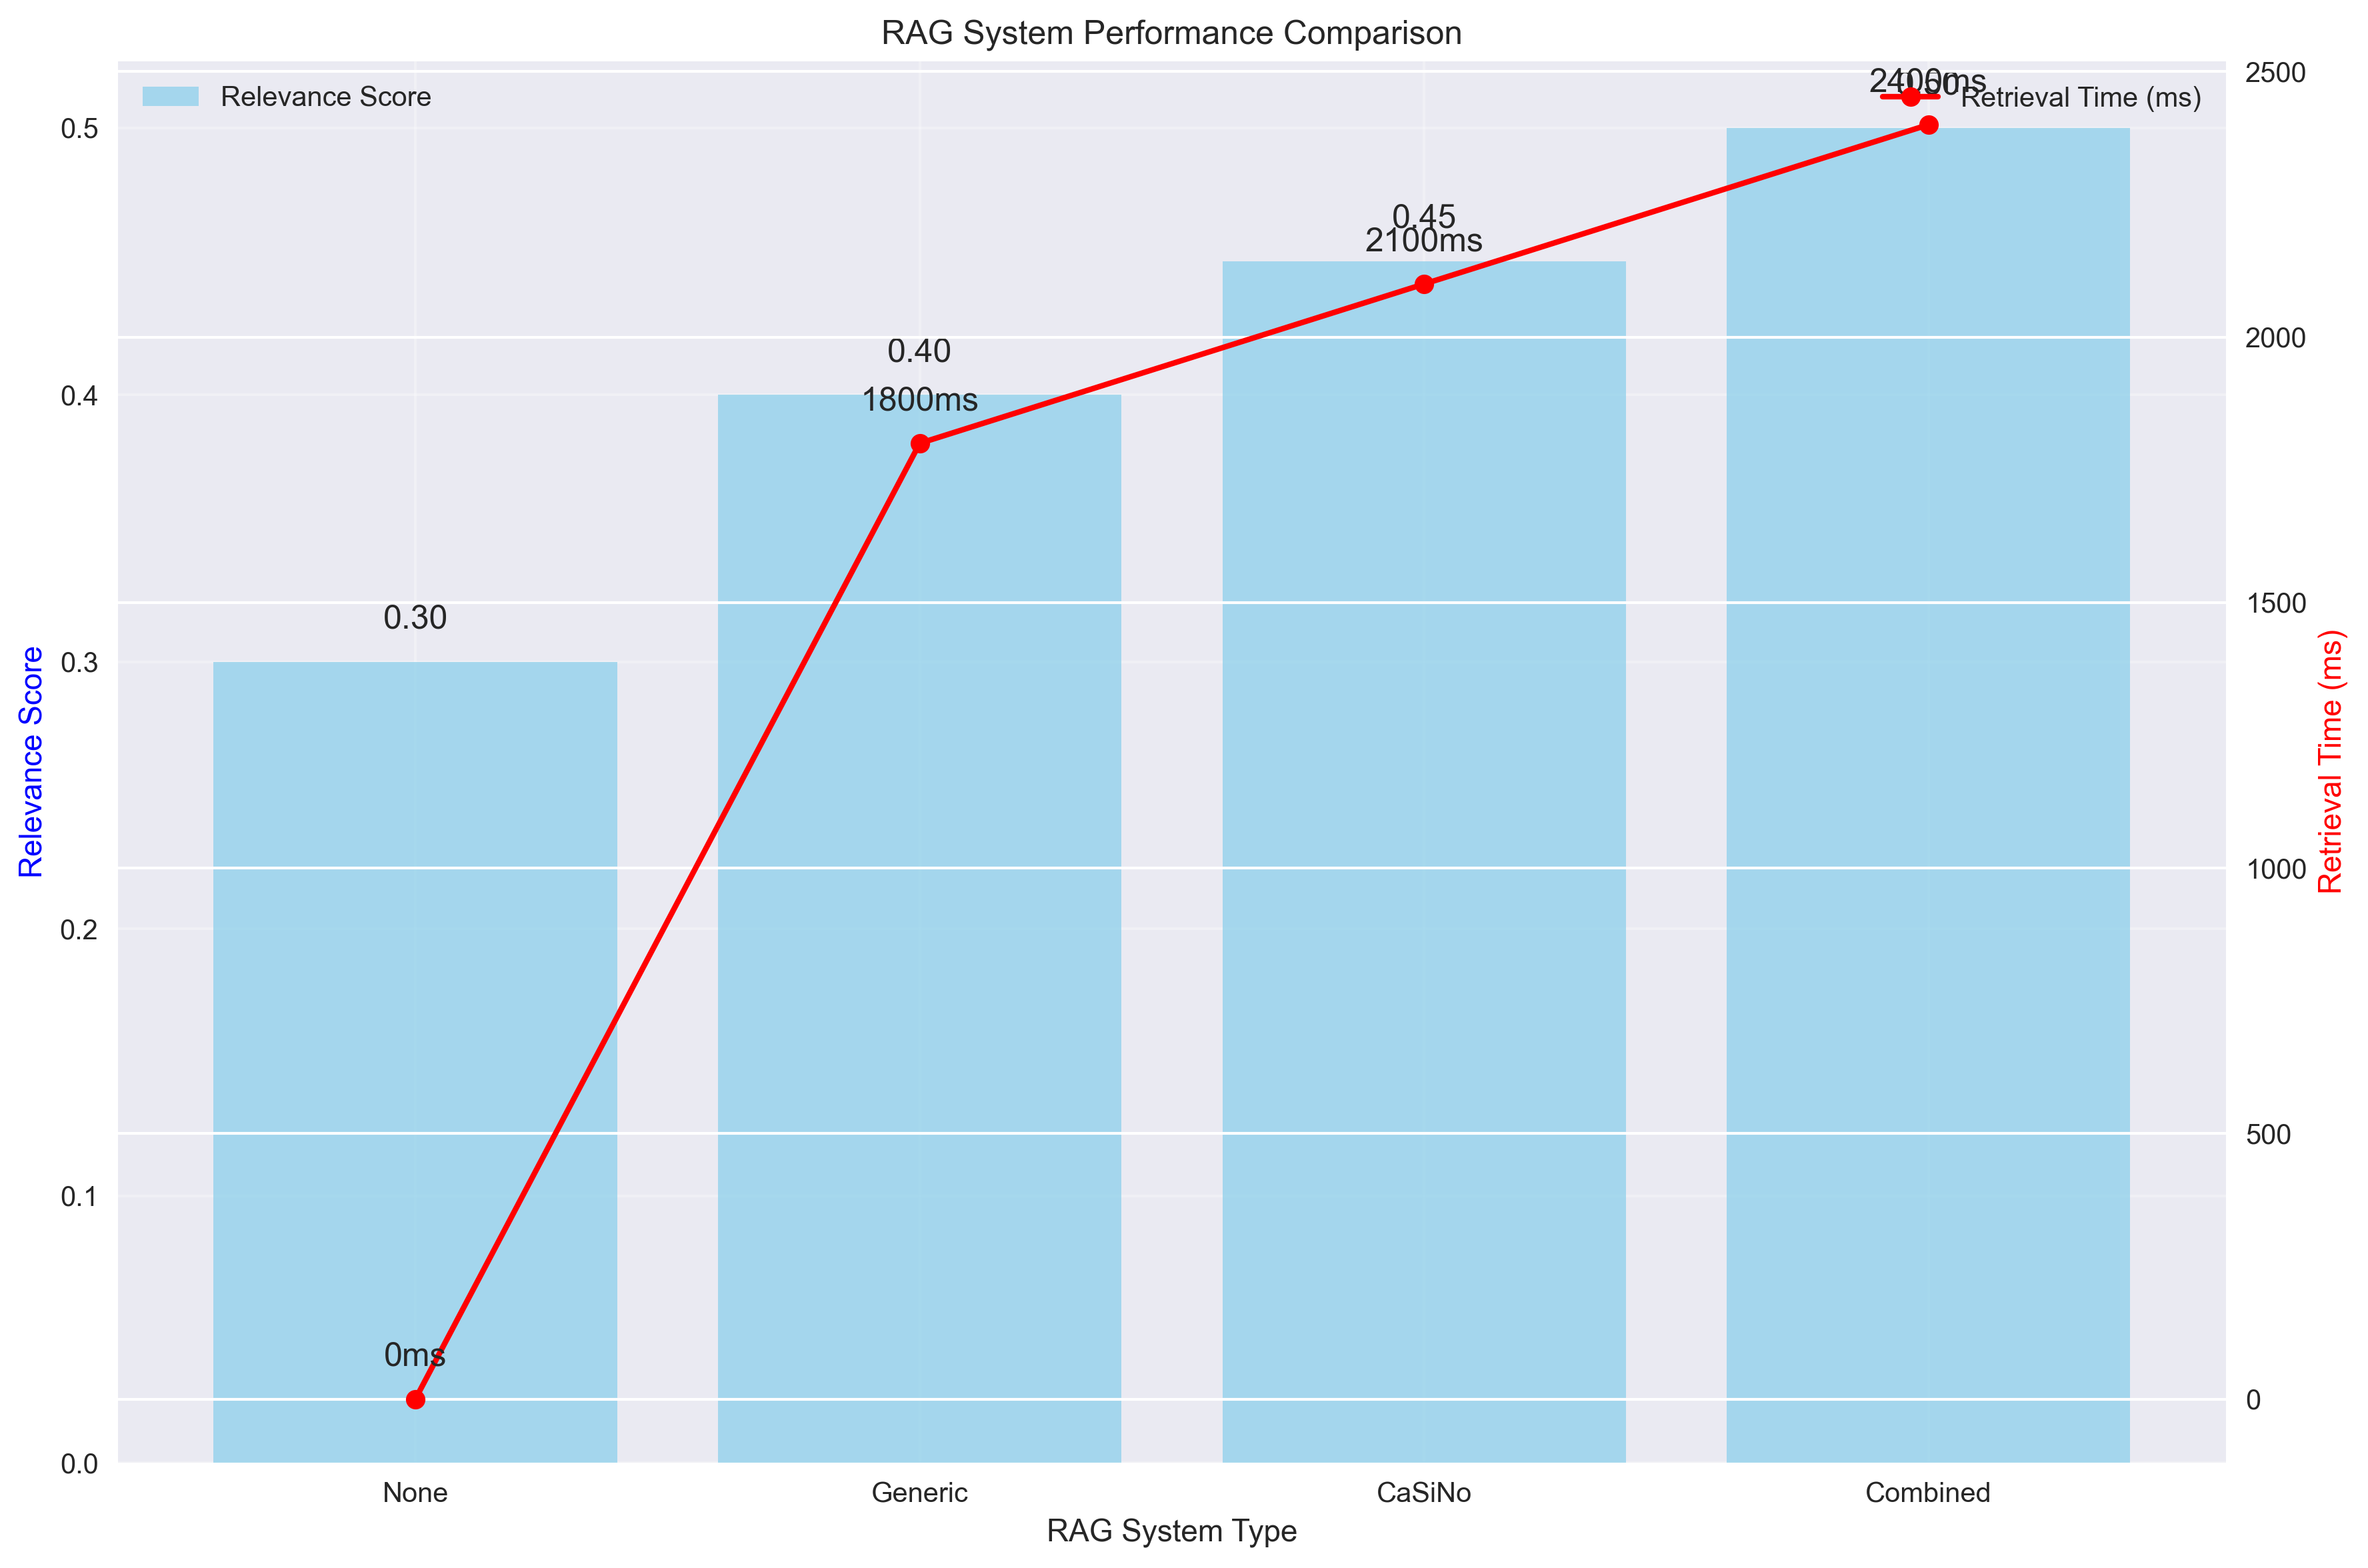 RAG System Performance Comparison
Relevance Score
Retrieval Time (ms)
2400ms
0.50
0.45
2100ms
0.40
1800ms
0.30
0ms
0.5
0.4
0.3
0.2
0.1
0.0
Relevance Score
2500
2000
1500
1000
500
0
Retrieval Time (ms)
None
Generic
CaSiNo
Combined
RAG System Type